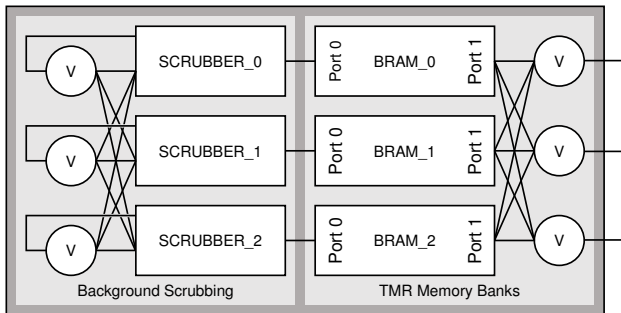 V SCRUBBER_0 Port 0 BRAM_0 Port 1 V
V SCRUBBER_1 Port 0 BRAM_1 Port 1 V
V SCRUBBER_2 Port 0 BRAM_2 Port 1 V
Background Scrubbing TMR Memory Banks